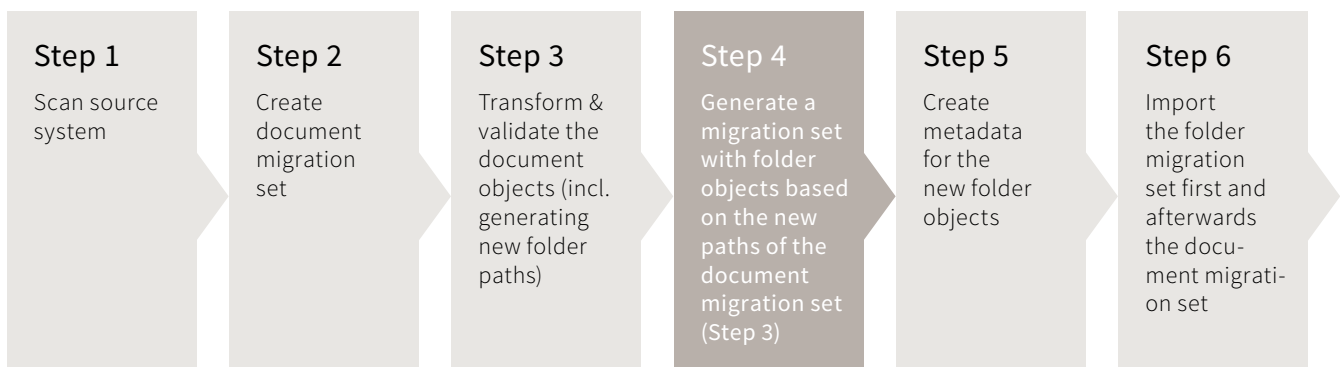 Step 1
Scan source
system
Step 2
Create
document
migration
set
Step 3
Transform &
validate the
document
objects (incl.
generating
new folder
paths)
Step 4
Generate a
migration set
with folder
objects based
on the new
paths of the
document
migration set
(Step 3)
Step 5
Create
metadata
for the
new folder
objects
Step 6
Import
the folder
migration
set first and
afterwards
the docu-
ment migrati-
on set